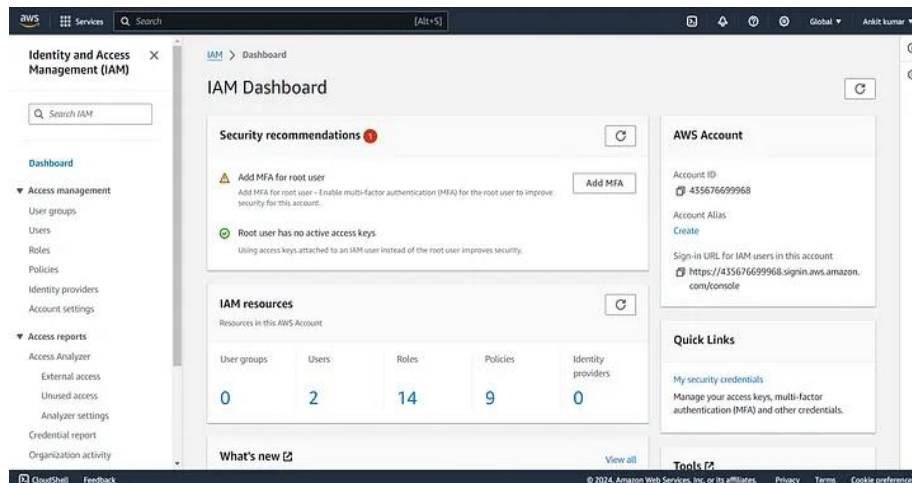 aws
Services
Search
[Alt+S]
Global
Ankit kumar
Identity and Access
Management (IAM)
Search IAM
Dashboard
Access management
User groups
Users
Roles
Policies
Identity providers
Account settings
Access reports
Access Analyzer
External access
Unused access
Analyzer settings
Credential report
Organization activity
CloudShell
Feedback
IAM > Dashboard
IAM Dashboard
Security recommendations 1
Add MFA for root user
Add MFA for root user - Enable multi-factor authentication (MFA) for the root user to improve
security for this account.
Add MFA
Root user has no active access keys
Using access keys attached to an IAM user instead of the root user improves security.
IAM resources
Resources in this AWS Account
User groups
Users
Roles
Policies
Identity
providers
0
2
14
9
0
What's new
View all
AWS Account
Account ID
435676699968
Account Alias
Create
Sign-in URL for IAM users in this account
https://435676699968.signin.aws.amazon.
com/console
Quick Links
My security credentials
Manage your access keys, multi-factor
authentication (MFA) and other credentials.
Tools
© 2024, Amazon Web Services, Inc. or its affiliates.
Privacy
Terms
Cookie preference